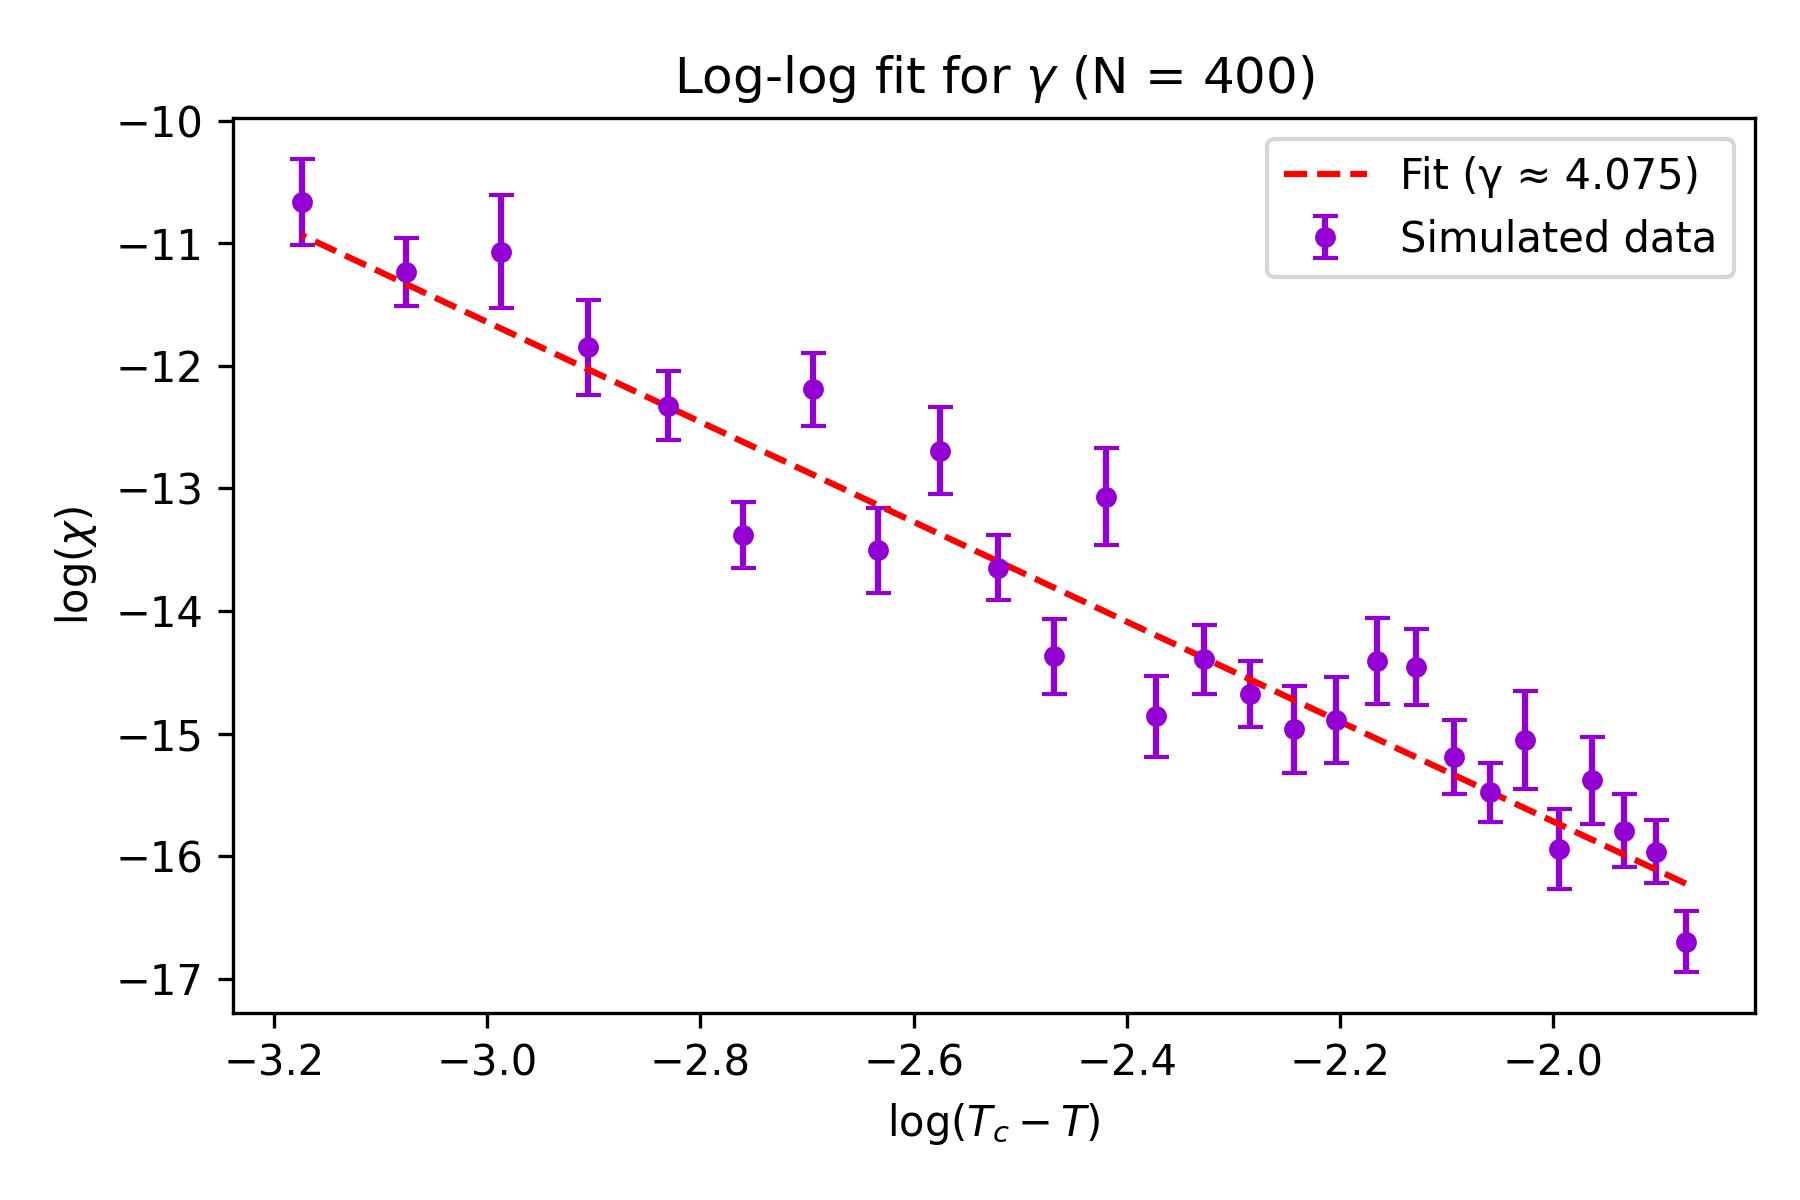 Log-log fit for γ (N = 400)
Fit (γ ≈ 4.075)
Simulated data
log(χ)
−10
−11
−12
−13
−14
−15
−16
−17
−3.2 −3.0 −2.8 −2.6 −2.4 −2.2 −2.0
log(T_c − T)